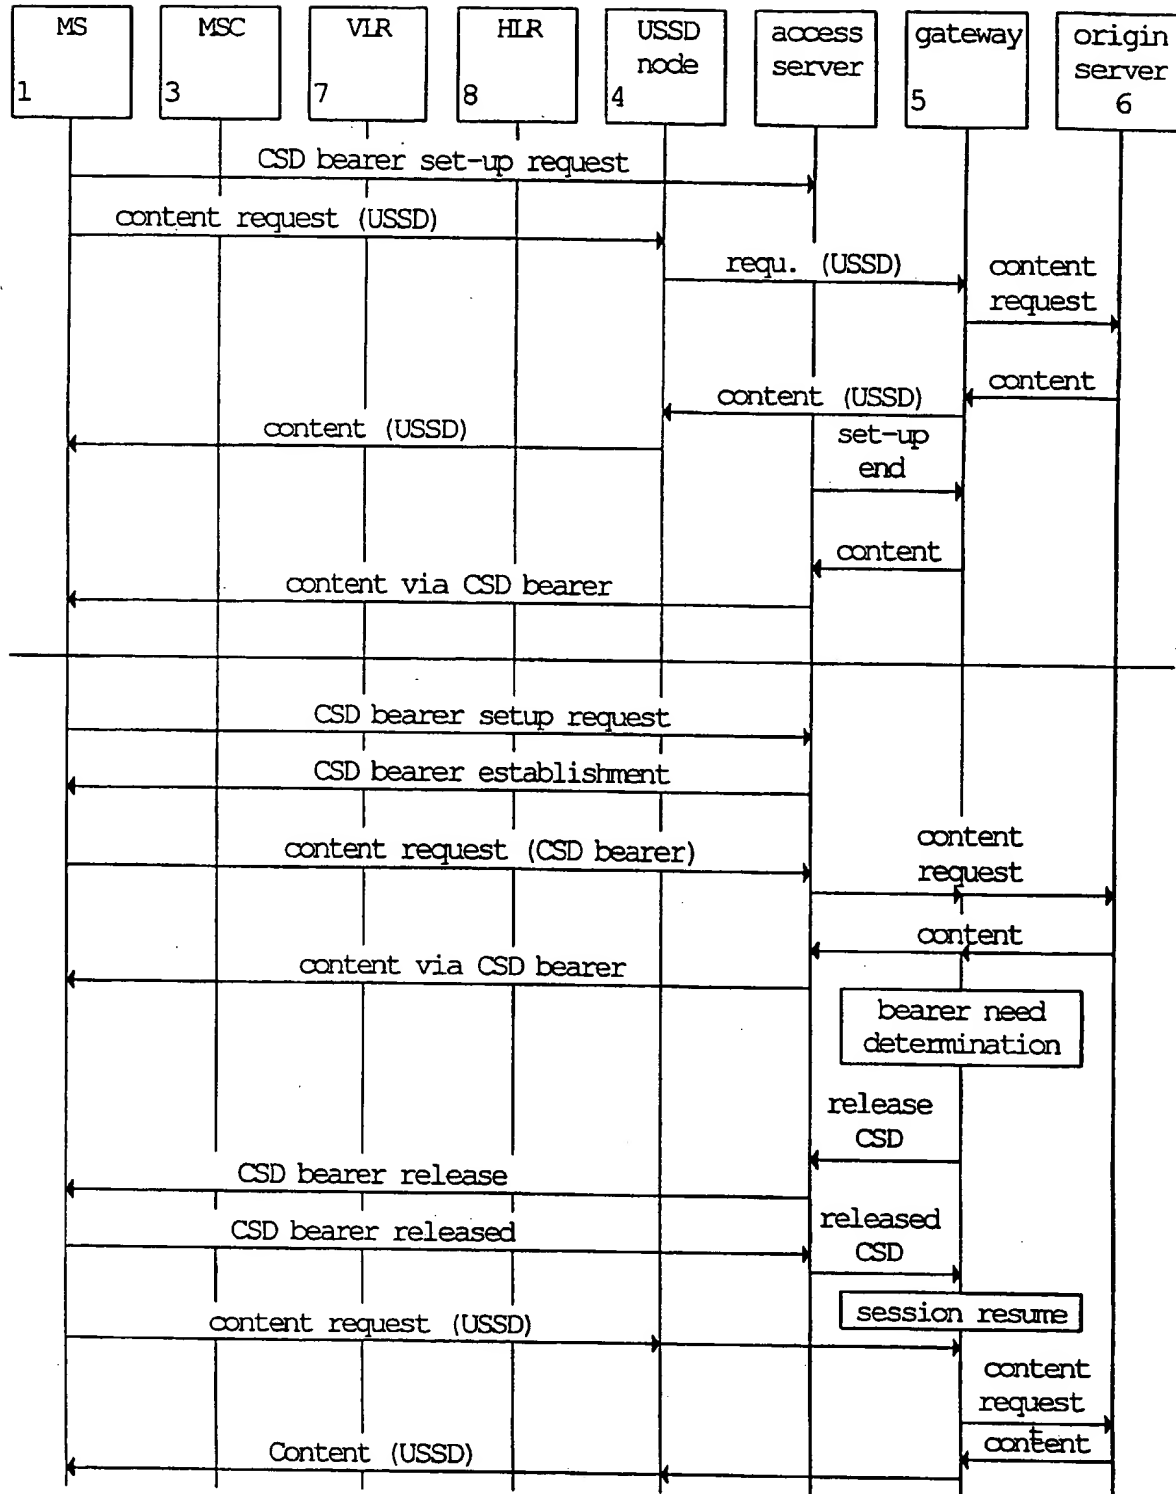 MS
1
MSC
3
VLR
7
HLR
8
USSD
node
4
access
server
gateway
5
origin
server
6
CSD bearer set-up request
content request (USSD)
requ. (USSD)
content
request
content
content (USSD)
content (USSD)
set-up
end
content
content via CSD bearer
CSD bearer setup request
CSD bearer establishment
content request (CSD bearer)
content
request
content
content via CSD bearer
bearer need
determination
release
CSD
CSD bearer release
CSD bearer released
released
CSD
session resume
content request (USSD)
content
request
content
Content (USSD)